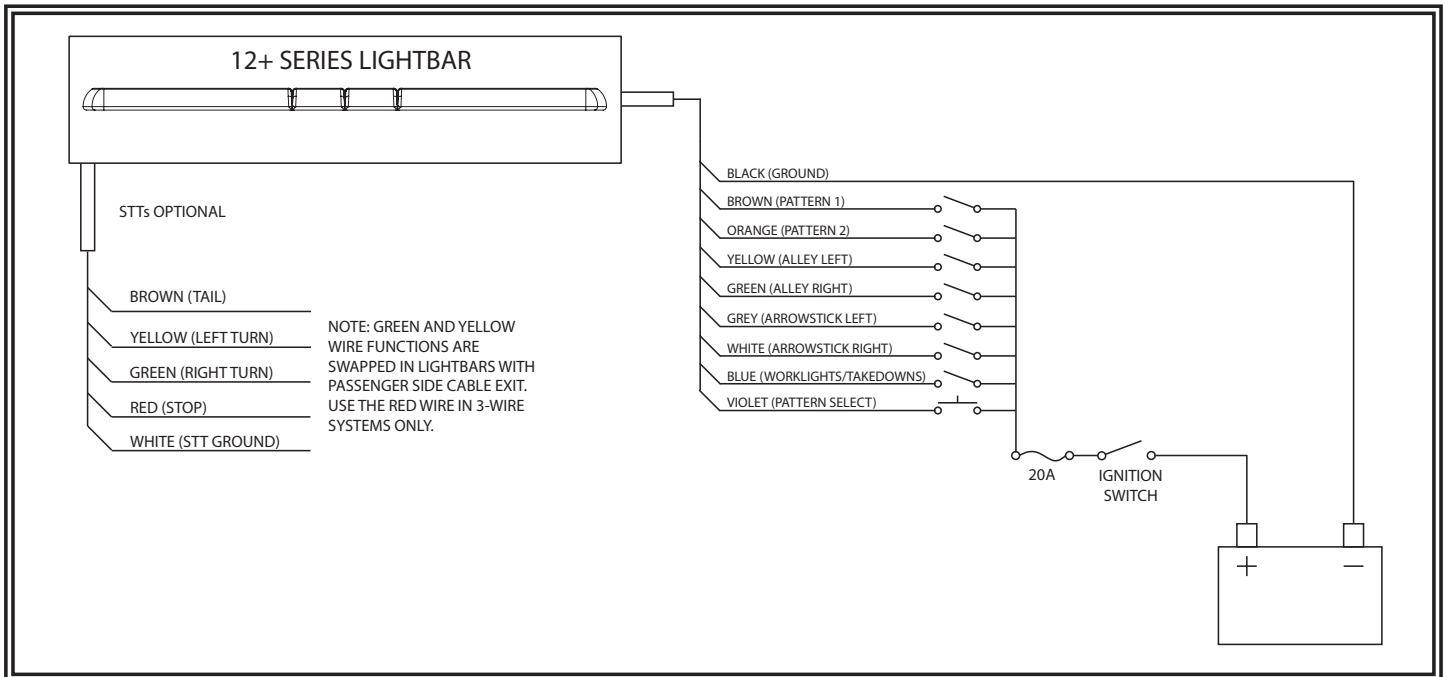 12+ SERIES LIGHTBAR
STTs OPTIONAL
BROWN (TAIL)
YELLOW (LEFT TURN)
GREEN (RIGHT TURN)
RED (STOP)
WHITE (STT GROUND)
NOTE: GREEN AND YELLOW
WIRE FUNCTIONS ARE
SWAPPED IN LIGHTBARS WITH
PASSENGER SIDE CABLE EXIT.
USE THE RED WIRE IN 3-WIRE
SYSTEMS ONLY.
BLACK (GROUND)
BROWN (PATTERN 1)
ORANGE (PATTERN 2)
YELLOW (ALLEY LEFT)
GREEN (ALLEY RIGHT)
GREY (ARROWSTICK LEFT)
WHITE (ARROWSTICK RIGHT)
BLUE (WORKLIGHTS/TAKEDOWNS)
VIOLET (PATTERN SELECT)
20A
IGNITION
SWITCH
+ −